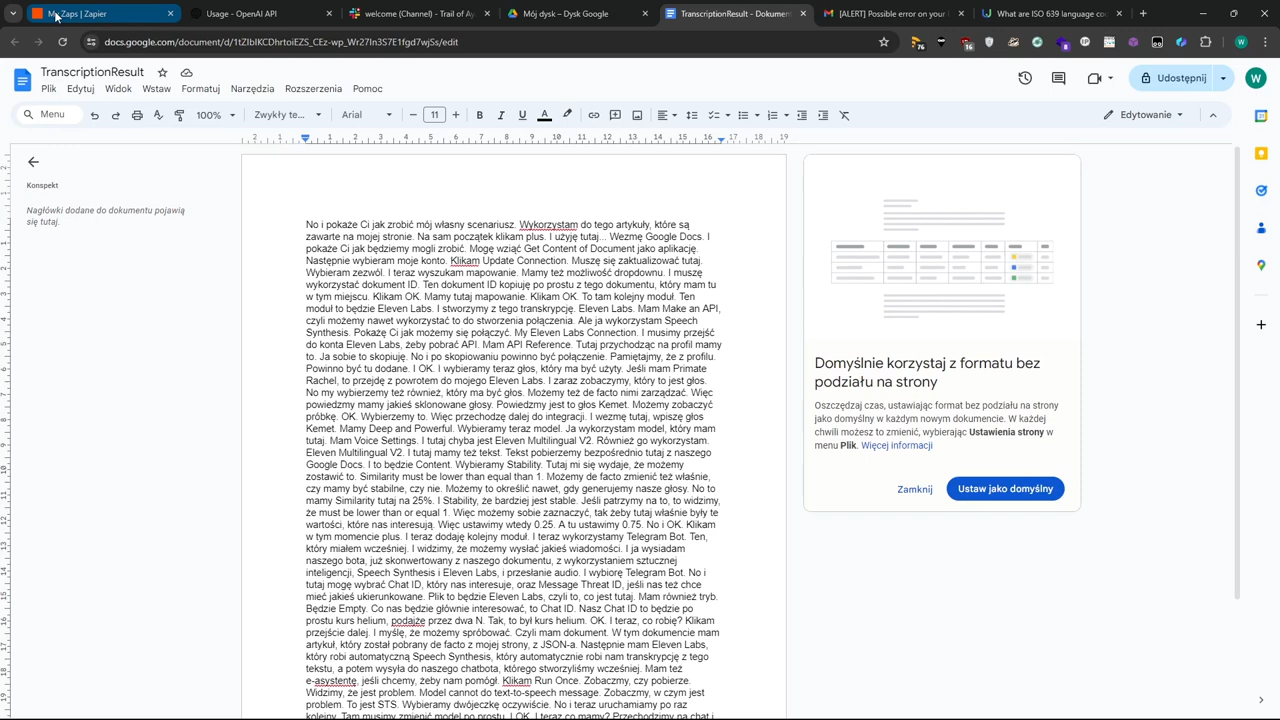 My Zaps | Zapier
Usage - OpenAI API
welcome (Channel) - Trail of A
Mój dysk – Dysk Google
TranscriptionResult - Dokumen
[ALERT] Possible error on your
What are ISO 639 language co
docs.google.com/document/d/1tZIbIKCDhrtoiEZS_CEz-wp_Wr27In3S7E1fgd7wjSs/edit
TranscriptionResult
Plik Edytuj Widok Wstaw Formatuj Narzędzia Rozszerzenia Pomoc
Udostępnij
W
Menu
100%
Zwykły te...
Arial
11
Edytowanie
Konspekt
Nagłówki dodane do dokumentu pojawią
się tutaj.
No i pokaże Ci jak zrobić mój własny scenariusz. Wykorzystam do tego artykuły, które są
zawarte na mojej stronie. Na sam początek klikam plus. I użyję tutaj... Wezmę Google Docs. I
pokaże Ci jak będziemy mogli zrobić. Mogę wziąć Get Content of Document jako aplikację.
Następnie wybieram moje konto. Klikam Update Connection. Muszę się zaktualizować tutaj.
Wybieram zezwól. I teraz wyszukam mapowanie. Mamy też możliwość dropdownu. I muszę
wykorzystać document ID. Ten dokument ID kopiuję po prostu z tego dokumentu, który mam tu
w tym miejscu. Klikam OK. Mamy tutaj mapowanie. Klikam OK. To tam kolejny moduł. Ten
moduł to będzie Eleven Labs. I stworzymy z tego transkrypcje. Eleven Labs. Mam Make an API,
czyli możemy nawet wykorzystać to do stworzenia połączenia. Ale ja wykorzystam Speech
Synthesis. Pokażę Ci jak możemy się połączyć. My Eleven Labs Connection. I musimy przejść
do konta Eleven Labs, żeby pobrać API. Mam API Reference. Tutaj przychodząc na profil mamy
to. Ja sobie to skopiuję. No i po skopiowaniu powinno być połączenie. Pamiętajmy, że z profilu.
Powinno być tu dodane. I OK. I wybieramy teraz głos, który ma być użyty. Jeśli mam Primate
Rachel, to przejdę z powrotem do mojego Eleven Labs. I zaraz zobaczymy, który to jest głos.
No my wybierzemy też również, który ma być głos. Możemy też de facto nimi zarządzać. Więc
powiedzmy mamy jakieś sklonowane głosy. Powiedzmy to jest głos Kemet. Możemy zobaczyć
próbkę. OK. Wybierzemy to. Więc przechodzę dalej do integracji. I wezmę tutaj, wpiszę głos
Kemet. Mamy Deep and Powerful. Wybieramy teraz model. Ja wykorzystam model, który mam
tutaj. Mam Voice Settings. I tutaj chyba jest Eleven Multilingual V2. Również go wykorzystam.
Eleven Multilingual V2. I tutaj mamy też tekst. Tekst pobierzemy bezpośrednio tutaj z naszego
Google Docs. I to będzie Content. Wybieramy Stability. Tutaj mi się wydaje, że możemy
zostawić to. Similarity must be lower than equal than 1. Możemy de facto zmienić też właśnie,
czy mamy być stabilne, czy nie. Możemy to określić nawet, gdy generujemy nasze głosy. No to
mamy Similarity tutaj na 25%. I Stability, że bardziej jest stable. Jeśli patrzymy na to, to widzimy,
że must be lower than or equal 1. Więc możemy sobie zaznaczyć, tak żeby tutaj właśnie były te
wartości, które nas interesują. Więc ustawimy wtedy 0.25. A tu ustawimy 0.75. No i OK. Klikam
w tym momencie plus. I teraz dodaję kolejny moduł. I teraz wykorzystamy Telegram Bot. Ten,
który miałem wcześniej. I widzimy, że możemy wysłać jakieś wiadomości. I ja wysiadam
naszego bota, już skonwertowany z naszego dokumentu, z wykorzystaniem sztucznej
inteligencji, Speech Synthesis i Eleven Labs, i przesłanie audio. I wybiorę Telegram Bot. No i
tutaj mogę wybrać Chat ID, który nas interesuje, oraz Message Thread ID, jeśli nas też chce
mieć jakieś ukierunkowane. Plik to będzie Eleven Labs, czyli to, co jest tutaj. Mam również tryb.
Będzie Empty. Co nas będzie głównie interesować, to Chat ID. Nasz Chat ID to będzie po
prostu kurs helium, podajże przez dwa N. Tak, to był kurs helium. OK. I teraz, co robię? Klikam
przejście dalej. I myślę, że możemy spróbować. Czyli mam dokument. W tym dokumencie mam
artykuł, który został pobrany de facto z mojej strony, z JSON-a. Następnie mam Eleven Labs,
który robi automatyczną Speech Synthesis, który automatycznie robi nam transkrypcję z tego
tekstu, a potem wysyła do naszego chatbota, którego stworzyliśmy wcześniej. Mam też
e-asystentę, jeśli chcemy, żeby nam pomógł. Klikam Run Once. Zobaczmy, czy pobierze.
Widzimy, że jest problem. Model cannot do text-to-speech message. Zobaczmy, w czym jest
problem. To jest STS. Wybieramy dwójeczkę oczywiście. No i teraz uruchamiamy po raz
kolejny. Tam musimy zmienić model po prostu. I OK. I teraz co mamy? Przechodzimy na chat i
Domyślnie korzystaj z formatu bez
podziału na strony
Oszczędzaj czas, ustawiając format bez podziału na strony
jako domyślny w każdym nowym dokumencie. W każdej
chwili możesz to zmienić, wybierając Ustawienia strony w
menu Plik. Więcej informacji
Zamknij
Ustaw jako domyślny